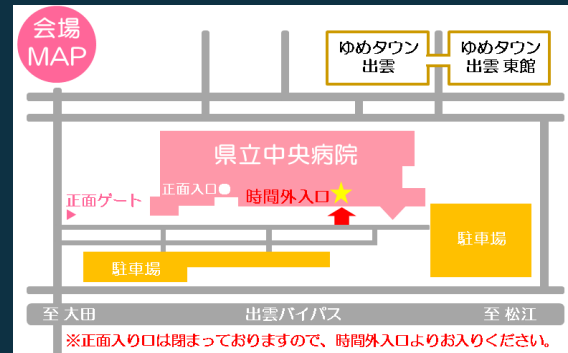 会場
MAP
ゆめタウン
出雲
ゆめタウン
出雲 東館
県立中央病院
正面入口
時間外入口
正面ゲート
駐車場
駐車場
至 大田
出雲バイパス
至 松江
※正面入り口は閉まっておりますので、時間外入口よりお入りください。